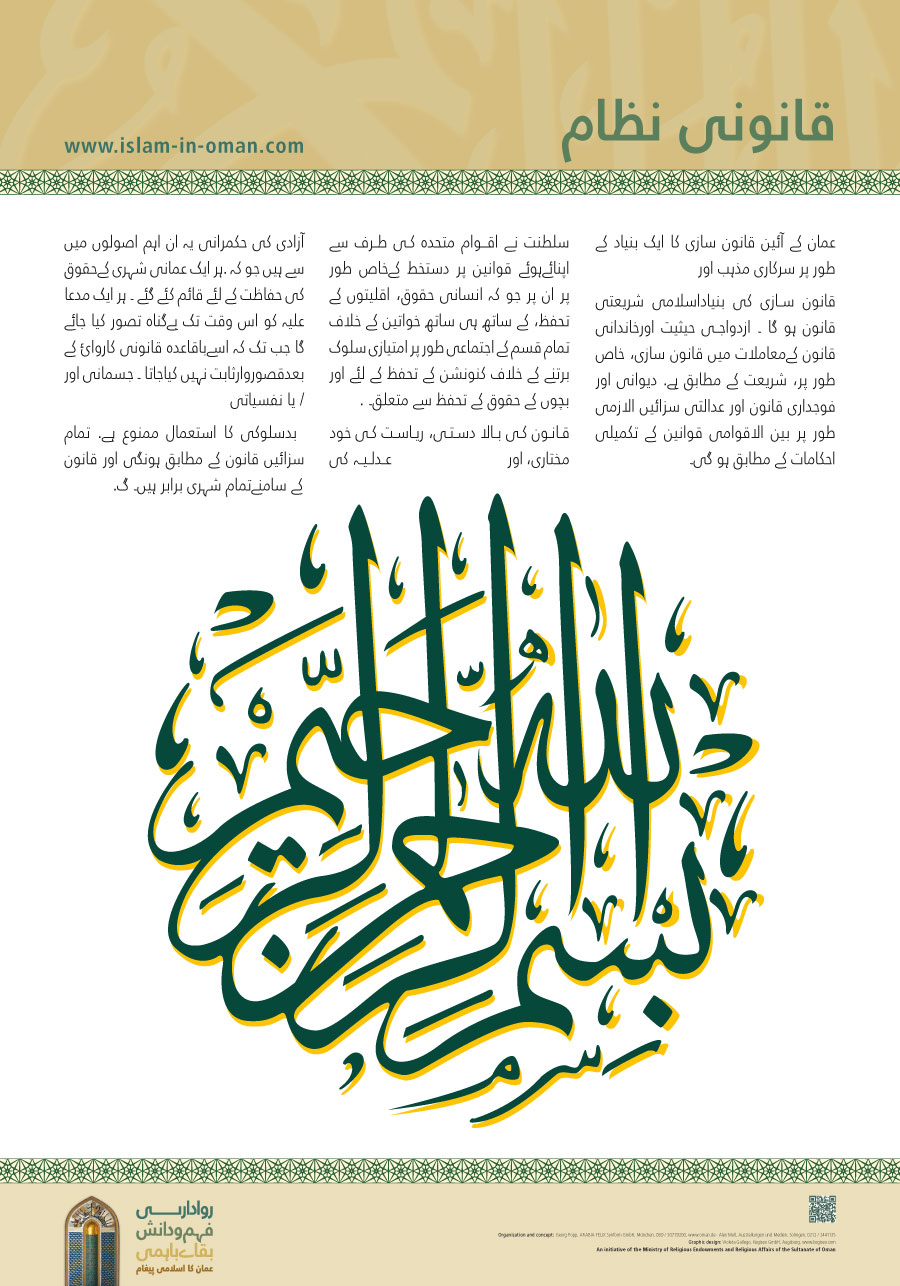 قانونی نظام
www.islam-in-oman.com
عمان کے آئین قانون سازی کا ایک بنیاد کے
طور پر سرکاری مذہب اور
قانون سازی کی بنیاداسلامی شریعتی
قانون ہو گا ۔ ازدواجی حیثیت اورخاندانی
قانون کےمعاملات میں قانون سازی، خاص
طور پر، شریعت کے مطابق ہے. دیوانی اور
فوجداری قانون اور عدالتی سزائیں الازمی
طور پر بین الاقوامی قوانین کے تکمیلی
احکامات کے مطابق ہو گی۔
سلطنت نے اقوام متحدہ کی طرف سے
اپنائےہوئے قوانین پر دستخط کےخاص طور
پر ان پر جو کہ انسانی حقوق، اقلیتوں کے
تحفظ، کے ساتھ ہی ساتھ خواتین کے خلاف
تمام قسم کے اجتماعی طور پر امتیازی سلوک
برتنے کے خلاف کنونشن کے تحفظ کے لئے اور
بچوں کے حقوق کے تحفظ سے متعلق۔ .
قانون کی بالا دستی، ریاست کی خود
مختاری، اور عدلیہ کی
آزادی کی حکمرانی یہ ان اہم اصولوں میں
سے ہیں جو کہ .ہر ایک عمانی شہری کےحقوق
کی حفاظت کے لئے قائم کئے گئے ۔ ہر ایک مدعا
علیہ کو اس وقت تک بےگناہ تصور کیا جائے
گا جب تک کہ اسےباقاعدہ قانونی کاروائ کے
بعدقصوروارثابت نہیں کیاجاتا ۔ جسمانی اور
/ یا نفسیاتی
بدسلوکی کا استعمال ممنوع ہے. تمام
سزائیں قانون کے مطابق ہونگی اور قانون
کے سامنےتمام شہری برابر ہیں۔ گ.
بسم الله الرحمن الرحيم
رواداری
فہم و دانش
بقائے باہمی
عمان کا اسلامی پیغام
An initiative of the Ministry of Religious Endowments and Religious Affairs of the Sultanate of Oman